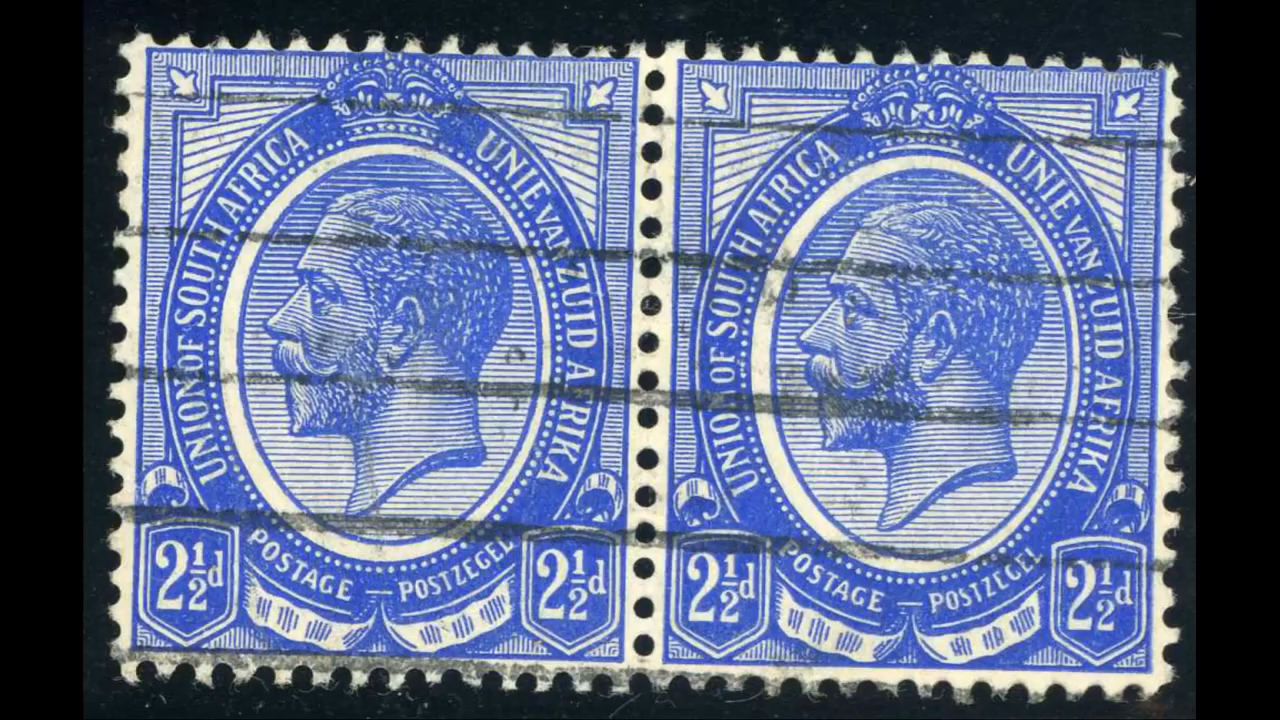 UNION OF SOUTH AFRICA
UNIE VAN ZUID AFRIKA
POSTAGE — POSTZEGEL
2½d
2½d
UNION OF SOUTH AFRICA
UNIE VAN ZUID AFRIKA
POSTAGE — POSTZEGEL
2½d
2½d